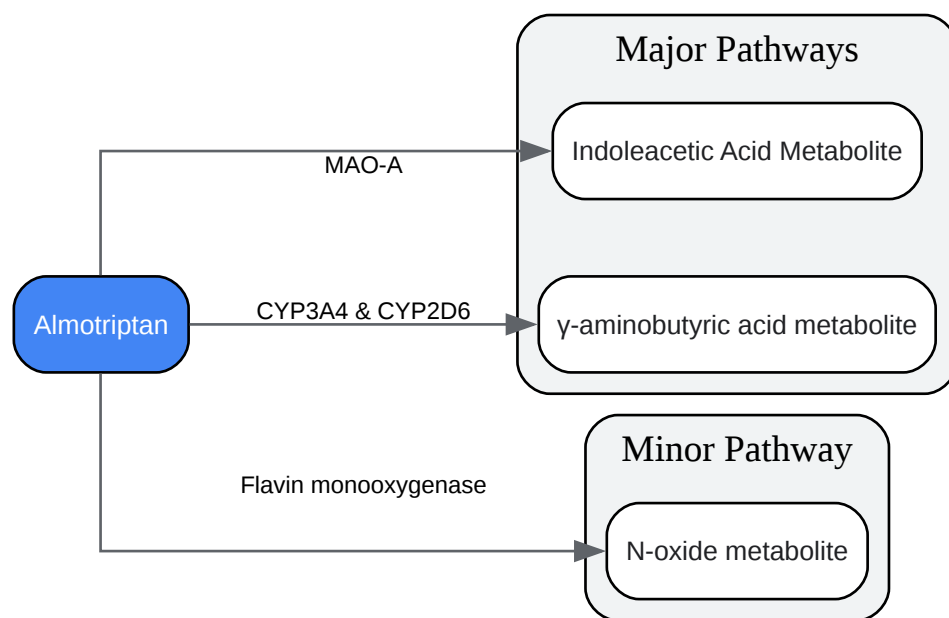 Major Pathways
Indoleacetic Acid Metabolite
MAO-A
Almotriptan
CYP3A4 & CYP2D6
γ-aminobutyric acid metabolite
Minor Pathway
Flavin monooxygenase
N-oxide metabolite